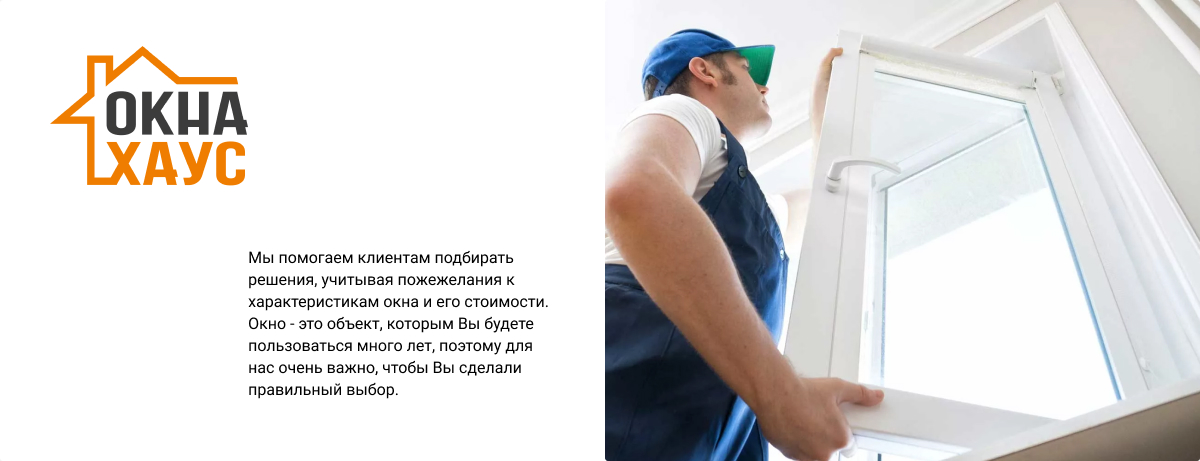 ОКНА
ХАУС
Мы помогаем клиентам подбирать
решения, учитывая пожежелания к
характеристикам окна и его стоимости.
Окно - это объект, которым Вы будете
пользоваться много лет, поэтому для
нас очень важно, чтобы Вы сделали
правильный выбор.